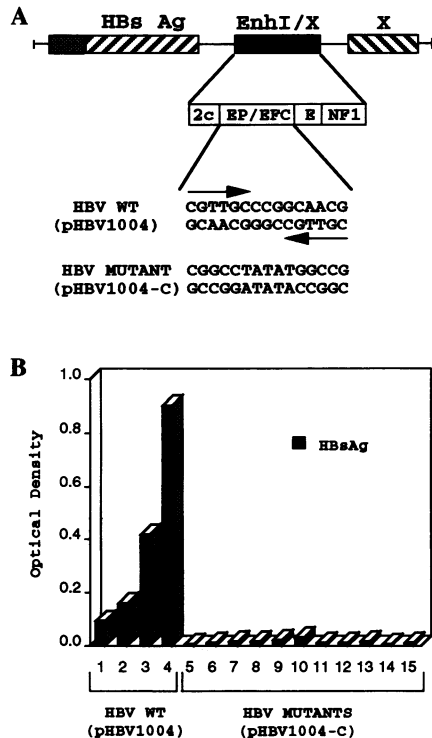 A
HBs Ag EnhI/X X
2c EP/EFC E NF1
HBV WT CGTTGCCCGGCAACG
(pHBV1004) GCAACGGGCCGTTGC
HBV MUTANT CGGCCTATATGGCCG
(pHBV1004-C) GCCGGATATACCGGC
B
1.0
0.8
0.6
0.4
0.2
0.0
Optical Density
HBsAg
1 2 3 4 5 6 7 8 9 10 11 12 13 14 15
HBV WT HBV MUTANTS
(pHBV1004) (pHBV1004-C)